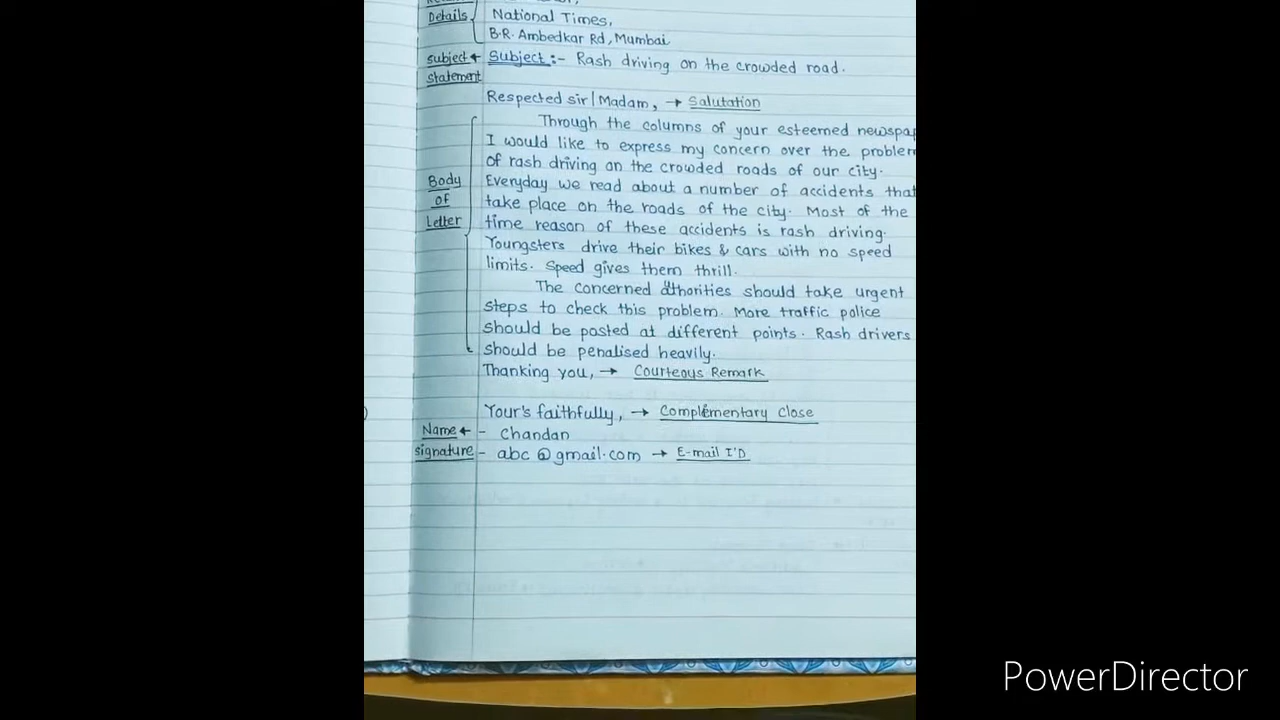 Details National Times,
B.R. Ambedkar Rd, Mumbai
subject Subject :- Rash driving on the crowded road.
statement
Respected sir/Madam, → Salutation
Through the columns of your esteemed newspap
I would like to express my concern over the problem
of rash driving on the crowded roads of our city.
Body Everyday we read about a number of accidents that
of take place on the roads of the city. Most of the
Letter time reason of these accidents is rash driving.
Youngsters drive their bikes & cars with no speed
limits. Speed gives them thrill.
The concerned authorities should take urgent
steps to check this problem. More traffic police
should be posted at different points. Rash drivers
should be penalised heavily.
Thanking you, → Courteous Remark
Your's faithfully, → Complementary Close
Name ← - Chandan
signature - abc@gmail.com → E-mail I'D
PowerDirector